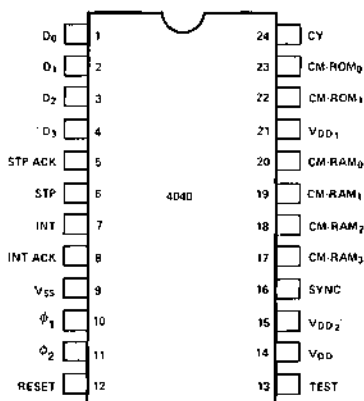 D0 1 24 CY
D1 2 23 CM-ROM0
D2 3 22 CM-ROM1
D3 4 21 VDD1
STP ACK 5 20 CM-RAM0
STP 6 4040 19 CM-RAM1
INT 7 18 CM-RAM2
INT ACK 8 17 CM-RAM3
VSS 9 16 SYNC
ϕ1 10 15 VDD2
ϕ2 11 14 VDD
RESET 12 13 TEST